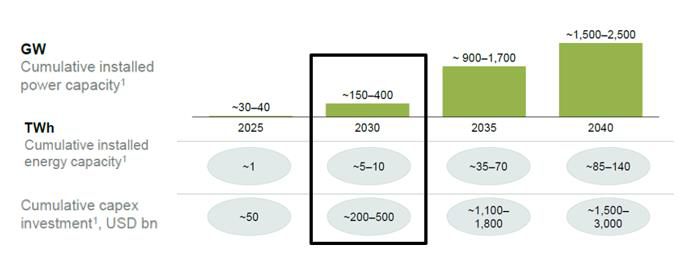 GW
Cumulative installed
power capacity¹
~30–40
~150–400
~ 900–1,700
~1,500–2,500
TWh
2025
2030
2035
2040
Cumulative installed
energy capacity¹
~1
~5–10
~35–70
~85–140
Cumulative capex
investment¹, USD bn
~50
~200–500
~1,100–
1,800
~1,500–
3,000